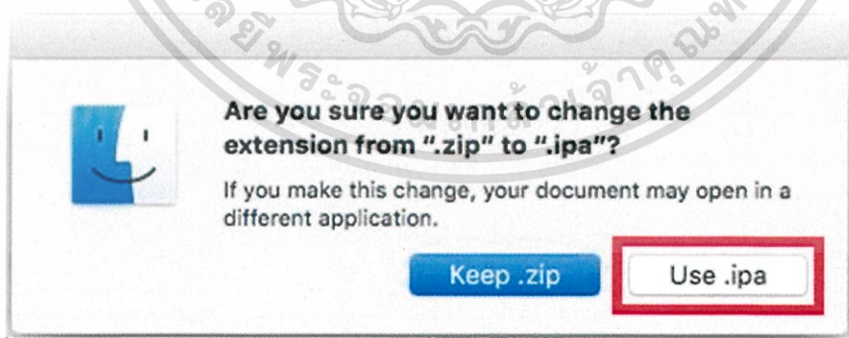 Are you sure you want to change the
extension from ".zip" to ".ipa"?
If you make this change, your document may open in a
different application.
Keep .zip
Use .ipa